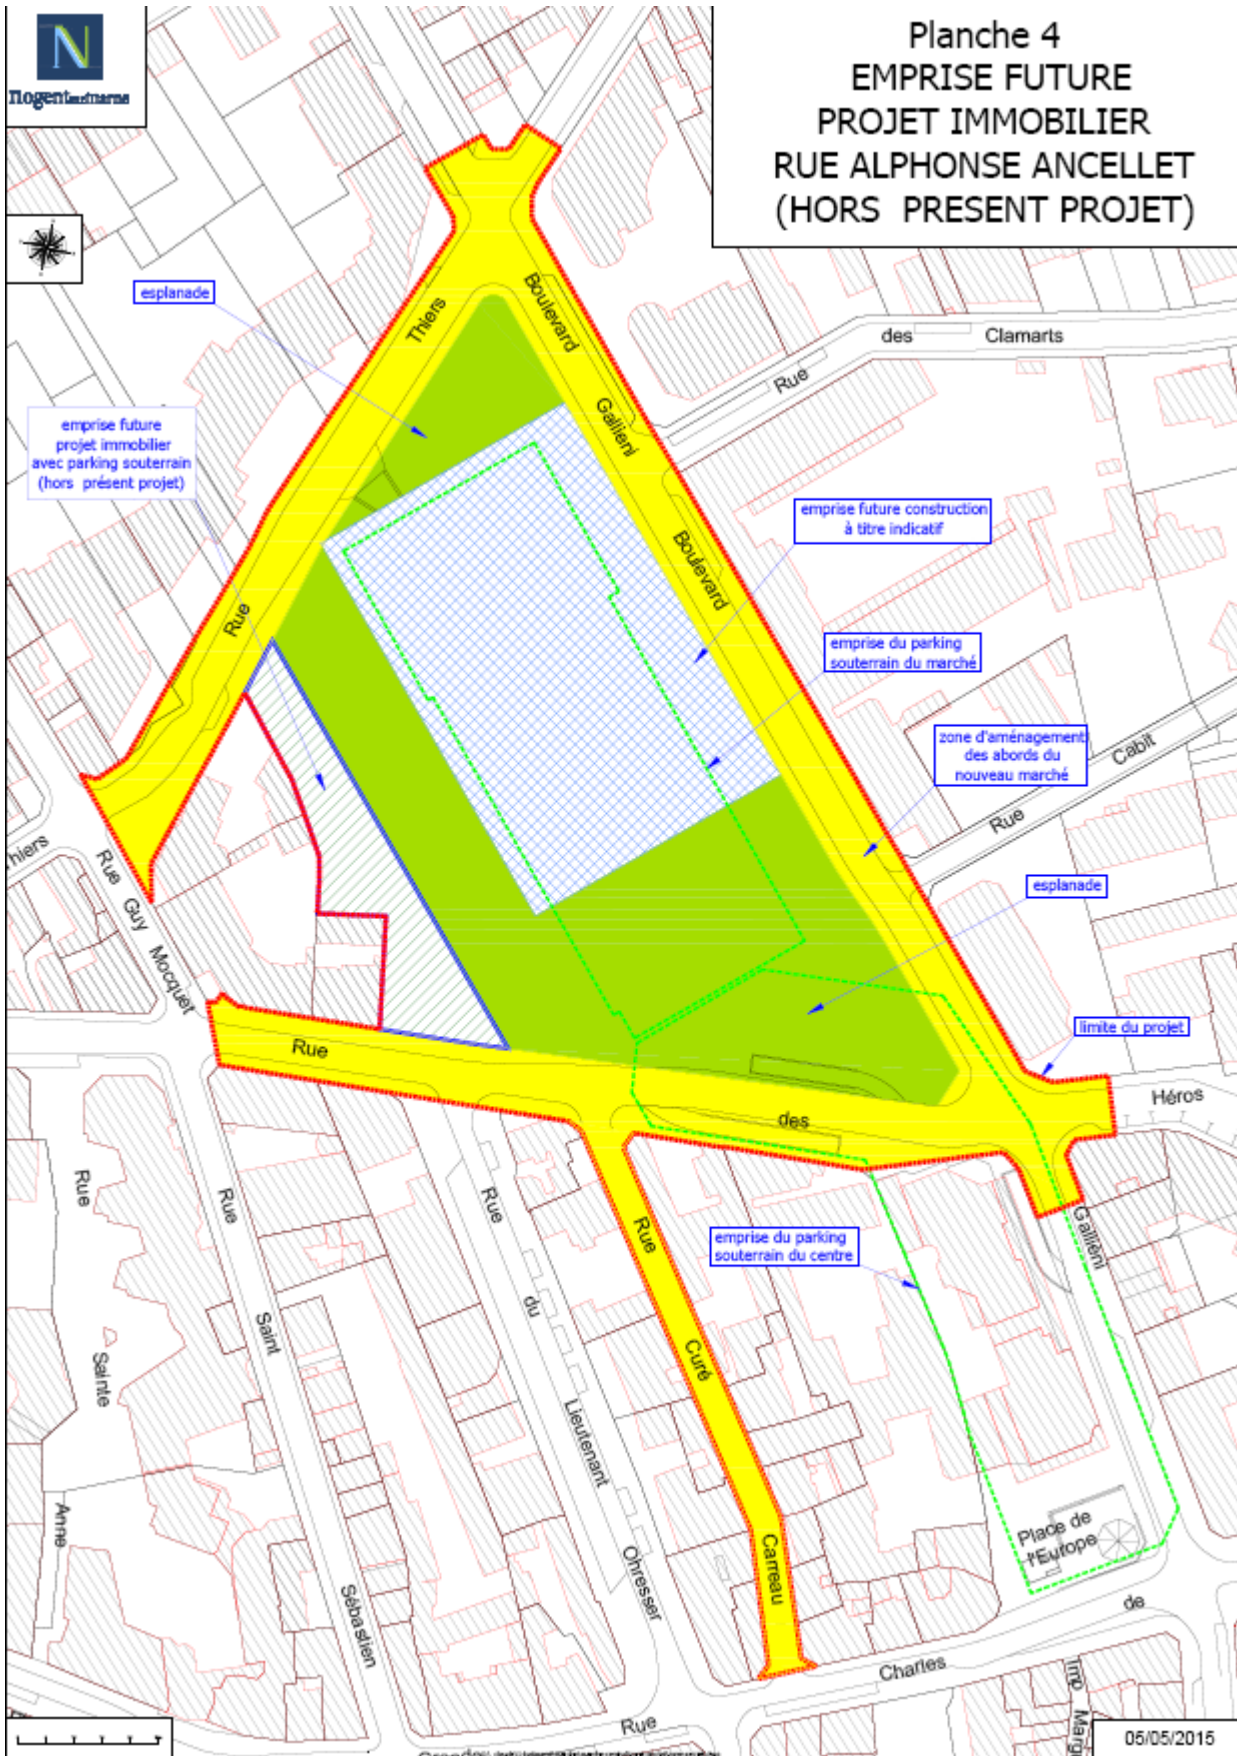 Nogent sur marne
Planche 4
EMPRISE FUTURE
PROJET IMMOBILIER
RUE ALPHONSE ANCELLET
(HORS PRESENT PROJET)
esplanade
Thiers
Boulevard
Gallieni
des
Clamarts
Rue
emprise future
projet immobilier
avec parking souterrain
(hors présent projet)
emprise future construction
à titre indicatif
Boulevard
Rue
emprise du parking
souterrain du marché
zone d'aménagement
des abords du
nouveau marché
Cabit
Rue
Thiers
Rue
Guy
Mocquet
esplanade
limite du projet
Rue
des
Héros
Rue
Rue
Rue
Rue
Galliéni
emprise du parking
souterrain du centre
du
Saint
Sainte
Curé
Lieutenant
Anne
Place de
l'Europe
Carreau
Ohresser
Sébastien
de
Charles
Imp
Rue
05/05/2015